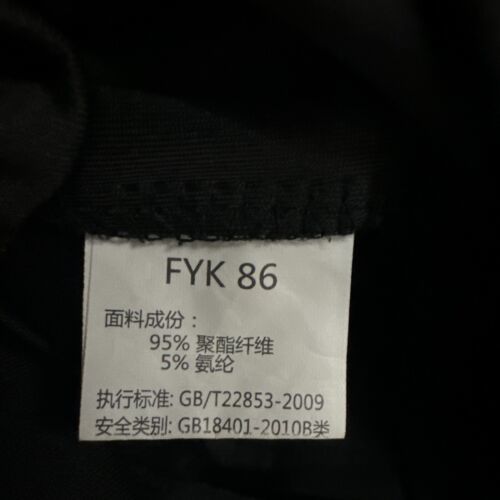 FYK 86
面料成份：
95% 聚酯纤维
5% 氨纶
执行标准: GB/T22853-2009
安全类别: GB18401-2010B类